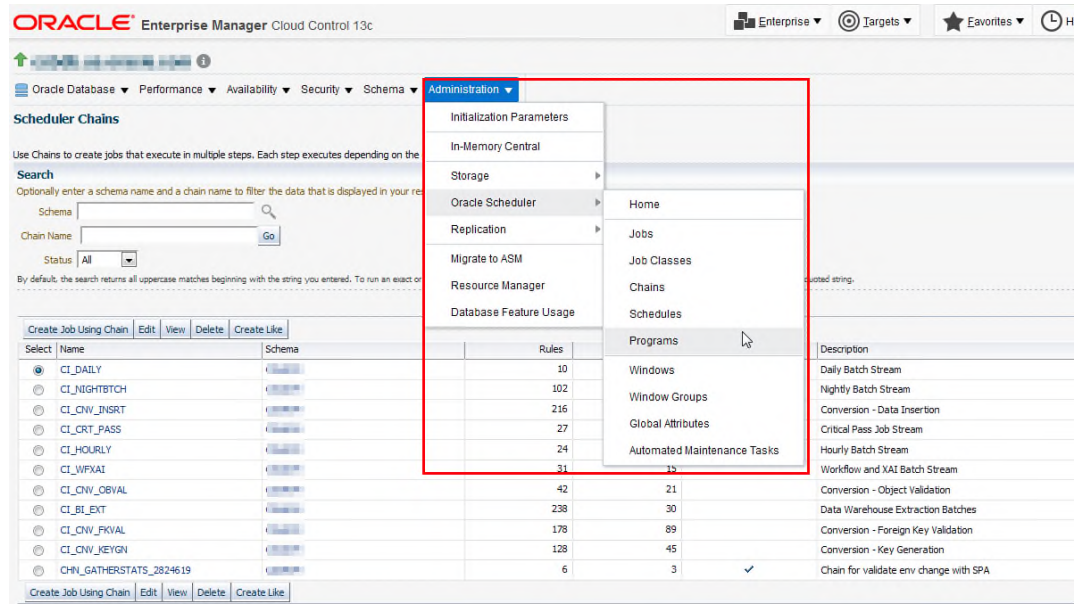 ORACLE® Enterprise Manager Cloud Control 13c
Enterprise ▼ Targets ▼ Favorites ▼ H
Oracle Database ▼ Performance ▼ Availability ▼ Security ▼ Schema ▼ Administration ▼
Scheduler Chains
Use Chains to create jobs that execute in multiple steps. Each step executes depending on the
Search
Optionally enter a schema name and a chain name to filter the data that is displayed in your
Schema
Chain Name Go
Status All
By default, the search returns all uppercase matches beginning with the string you entered. To run an exact or quoted string.
Initialization Parameters
In-Memory Central
Storage
Oracle Scheduler
Replication
Migrate to ASM
Resource Manager
Database Feature Usage
Home
Jobs
Job Classes
Chains
Schedules
Programs
Windows
Window Groups
Global Attributes
Automated Maintenance Tasks
Create Job Using Chain Edit View Delete Create Like
Select Name Schema Rules Description
CI_DAILY 10 Daily Batch Stream
CI_NIGHTBTCH 102 Nightly Batch Stream
CI_CNV_INSRT 216 Conversion - Data Insertion
CI_CRT_PASS 27 Critical Pass Job Stream
CI_HOURLY 24 Hourly Batch Stream
CI_WFXAI 31 15 Workflow and XAI Batch Stream
CI_CNV_OBVAL 42 21 Conversion - Object Validation
CI_BI_EXT 238 30 Data Warehouse Extraction Batches
CI_CNV_FKVAL 178 89 Conversion - Foreign Key Validation
CI_CNV_KEYGN 128 45 Conversion - Key Generation
CHN_GATHERSTATS_2824619 6 3 ✓ Chain for validate env change with SPA
Create Job Using Chain Edit View Delete Create Like